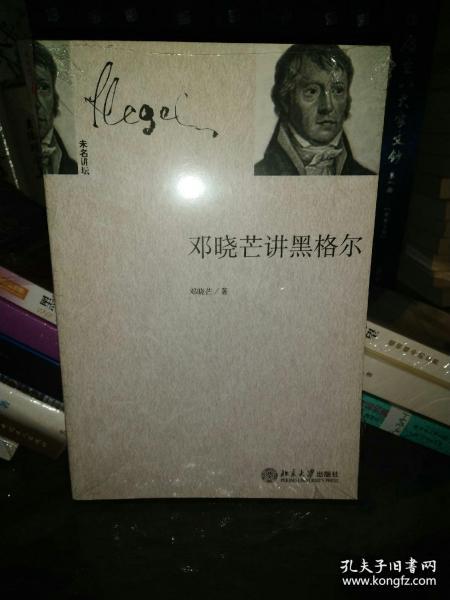 Hegel
未名讲坛
邓晓芒讲黑格尔
邓晓芒/著
北京大学出版社
PEKING UNIVERSITY PRESS
孔夫子旧书网
www.kongfz.com